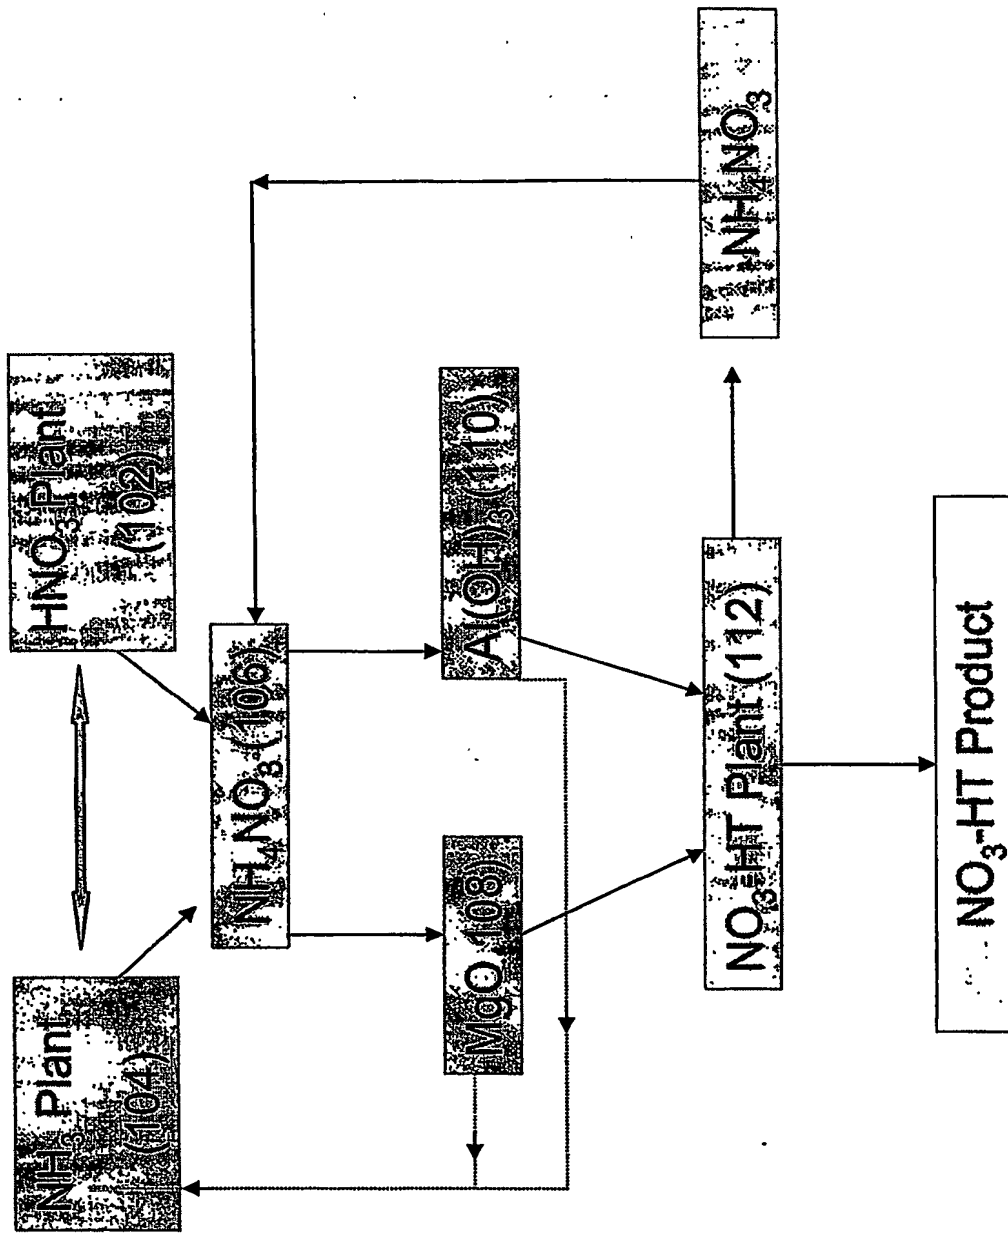 NH₃ Plant
(104)
HNO₃ Plant
(102)
NH₄NO₃ (106)
MgO 108)
Al(OH)₃ (110)
NO₃-HT Plant (112)
NH₄NO₃
NO₃-HT Product